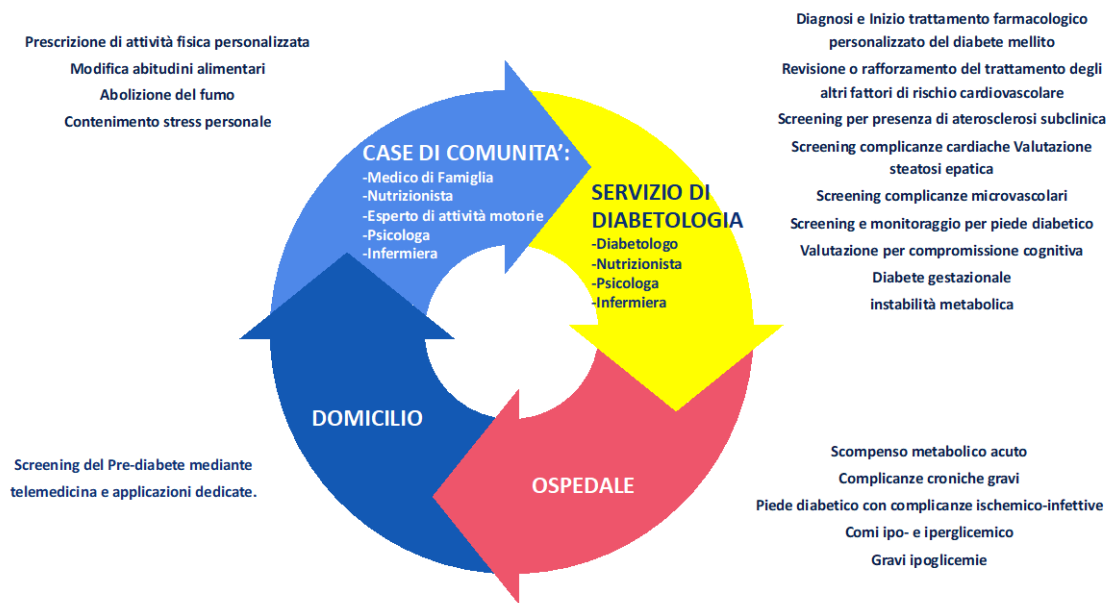 Prescrizione di attività fisica personalizzata
Modifica abitudini alimentari
Abolizione del fumo
Contenimento stress personale
CASE DI COMUNITA’:
-Medico di Famiglia
-Nutrizionista
-Esperto di attività motorie
-Psicologa
-Infermiera
Diagnosi e Inizio trattamento farmacologico
personalizzato del diabete mellito
Revisione o rafforzamento del trattamento degli
altri fattori di rischio cardiovascolare
Screening per presenza di aterosclerosi subclinica
Screening complicanze cardiache Valutazione
steatosi epatica
Screening complicanze microvascolari
Screening e monitoraggio per piede diabetico
Valutazione per compromissione cognitiva
Diabete gestazionale
instabilità metabolica
SERVIZIO DI
DIABETOLOGIA
-Diabetologo
-Nutrizionista
-Psicologa
-Infermiera
DOMICILIO
Screening del Pre-diabete mediante
telemedicina e applicazioni dedicate.
OSPEDALE
Scompenso metabolico acuto
Complicanze croniche gravi
Piede diabetico con complicanze ischemico-infettive
Comi ipo- e iperglicemico
Gravi ipoglicemie